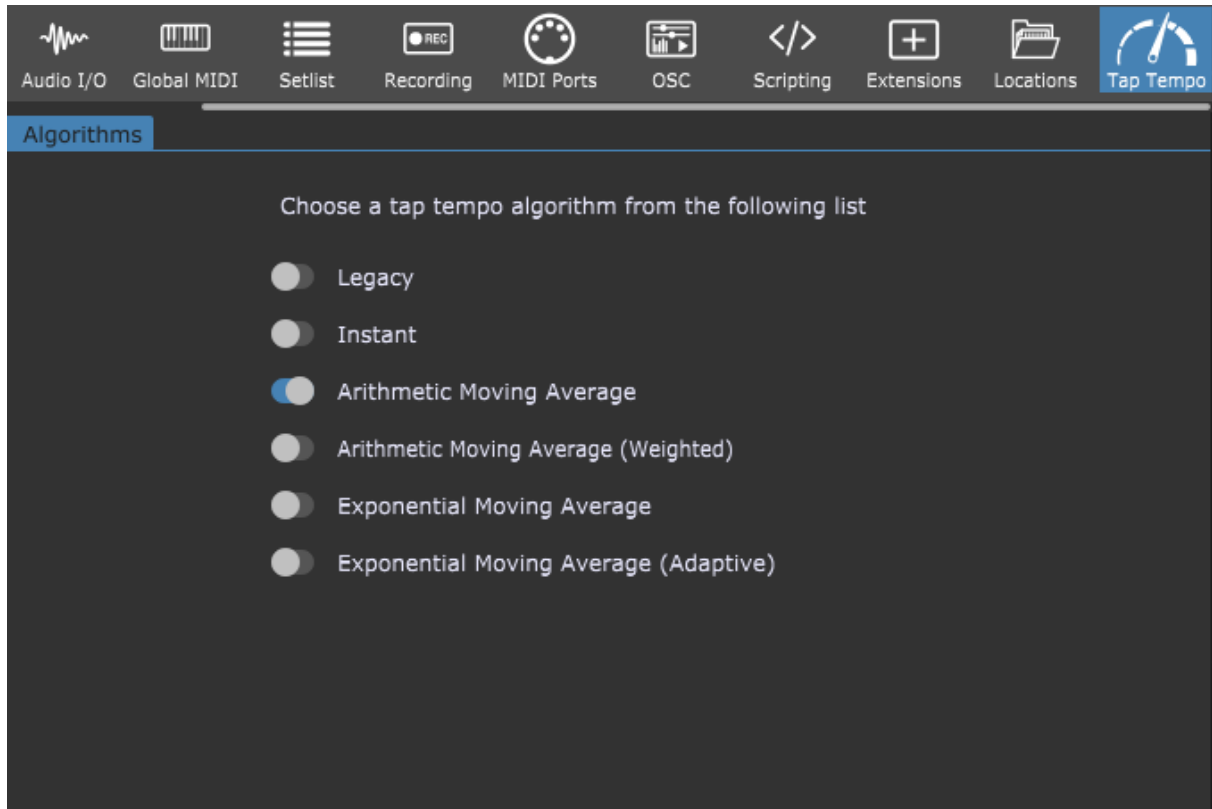 REC
Audio I/O Global MIDI Setlist Recording MIDI Ports OSC Scripting Extensions Locations Tap Tempo
Algorithms
Choose a tap tempo algorithm from the following list
Legacy
Instant
Arithmetic Moving Average
Arithmetic Moving Average (Weighted)
Exponential Moving Average
Exponential Moving Average (Adaptive)